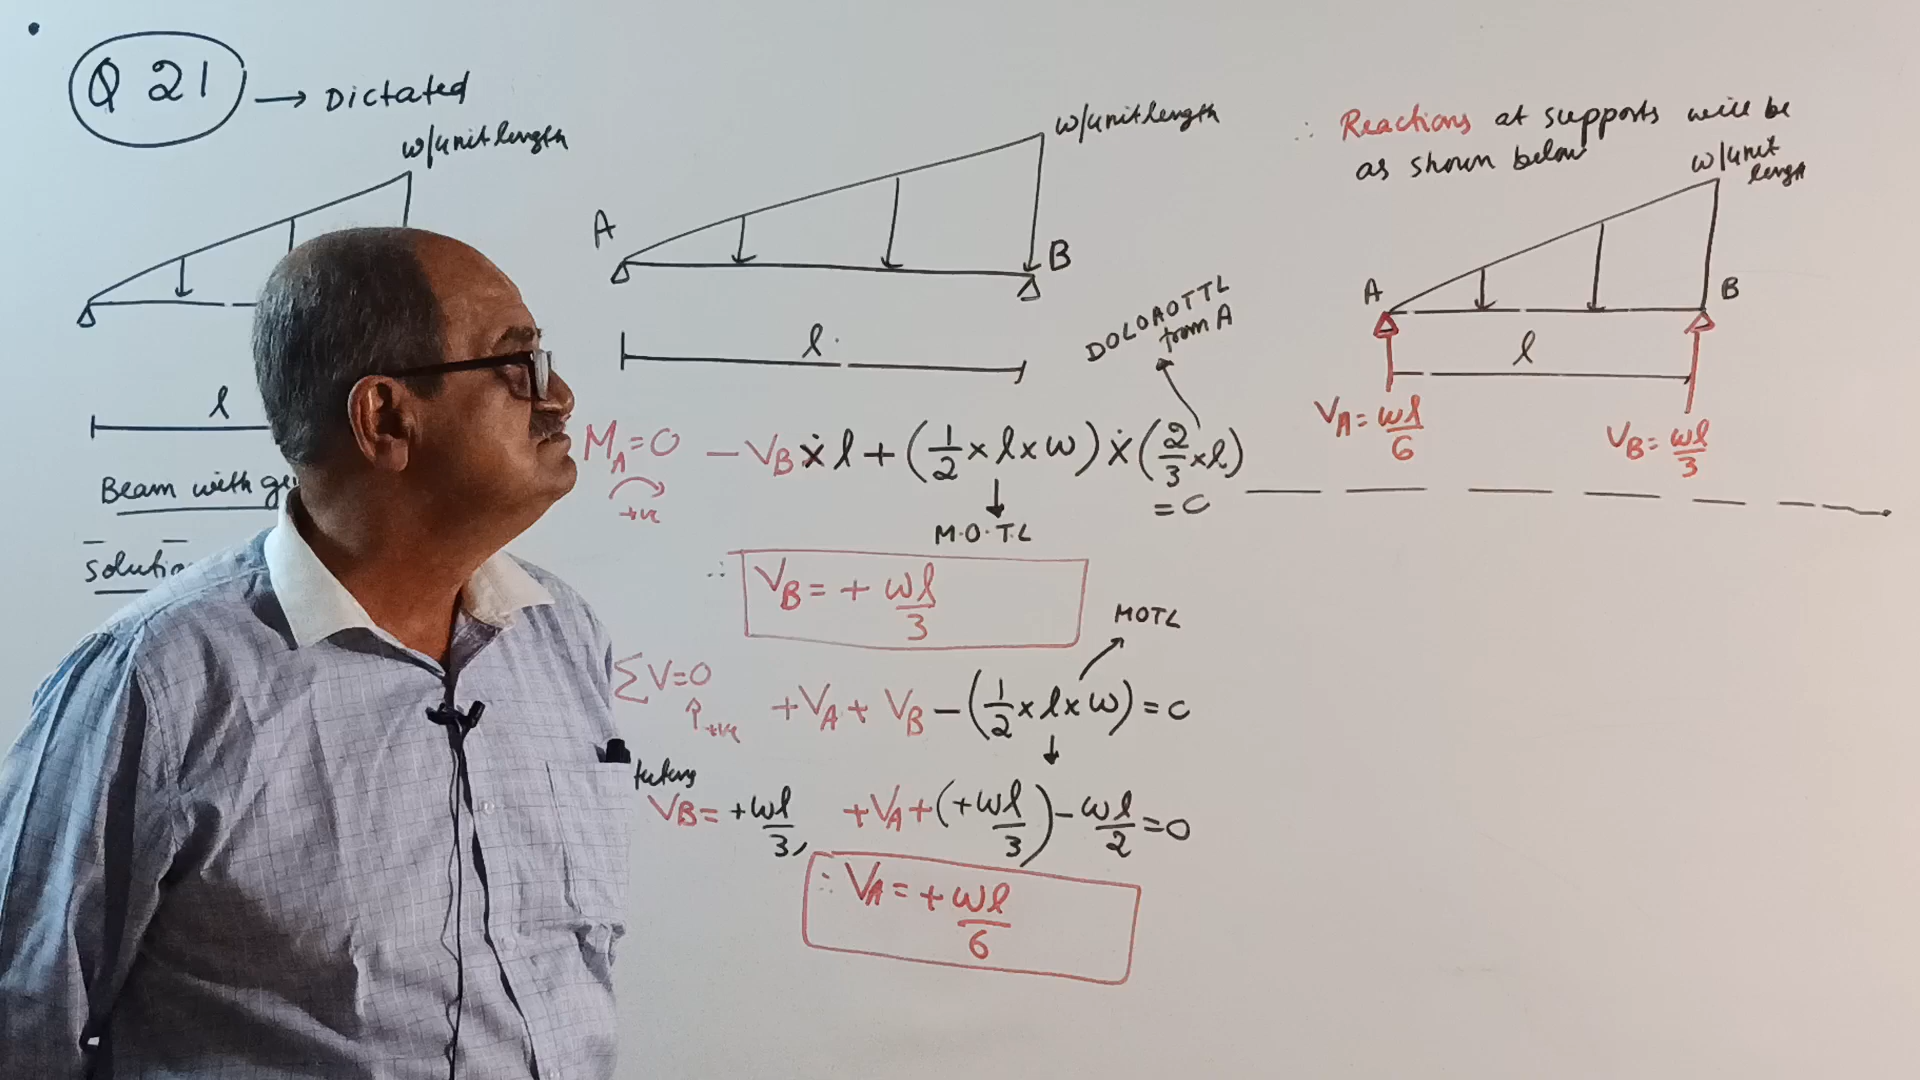 Q 21 → Dictated
w/unit length
l
Beam with
Solution
w/unit length
A
B
l
DOLOAOTTL
from A
M_A = 0 - V_B × l + (1/2 × l × w) × (2/3 × l)
+ve
= 0
M.O.T.L
∴ V_B = + wl/3
MOTL
ΣV = 0 + V_A + V_B - (1/2 × l × w) = 0
↑ +ve
V_B = + wl/3, + V_A + (+ wl/3) - wl/2 = 0
∴ V_A = + wl/6
∴ Reactions at supports will be
as shown below
w/unit
A
B
l
V_A = wl/6
V_B = wl/3